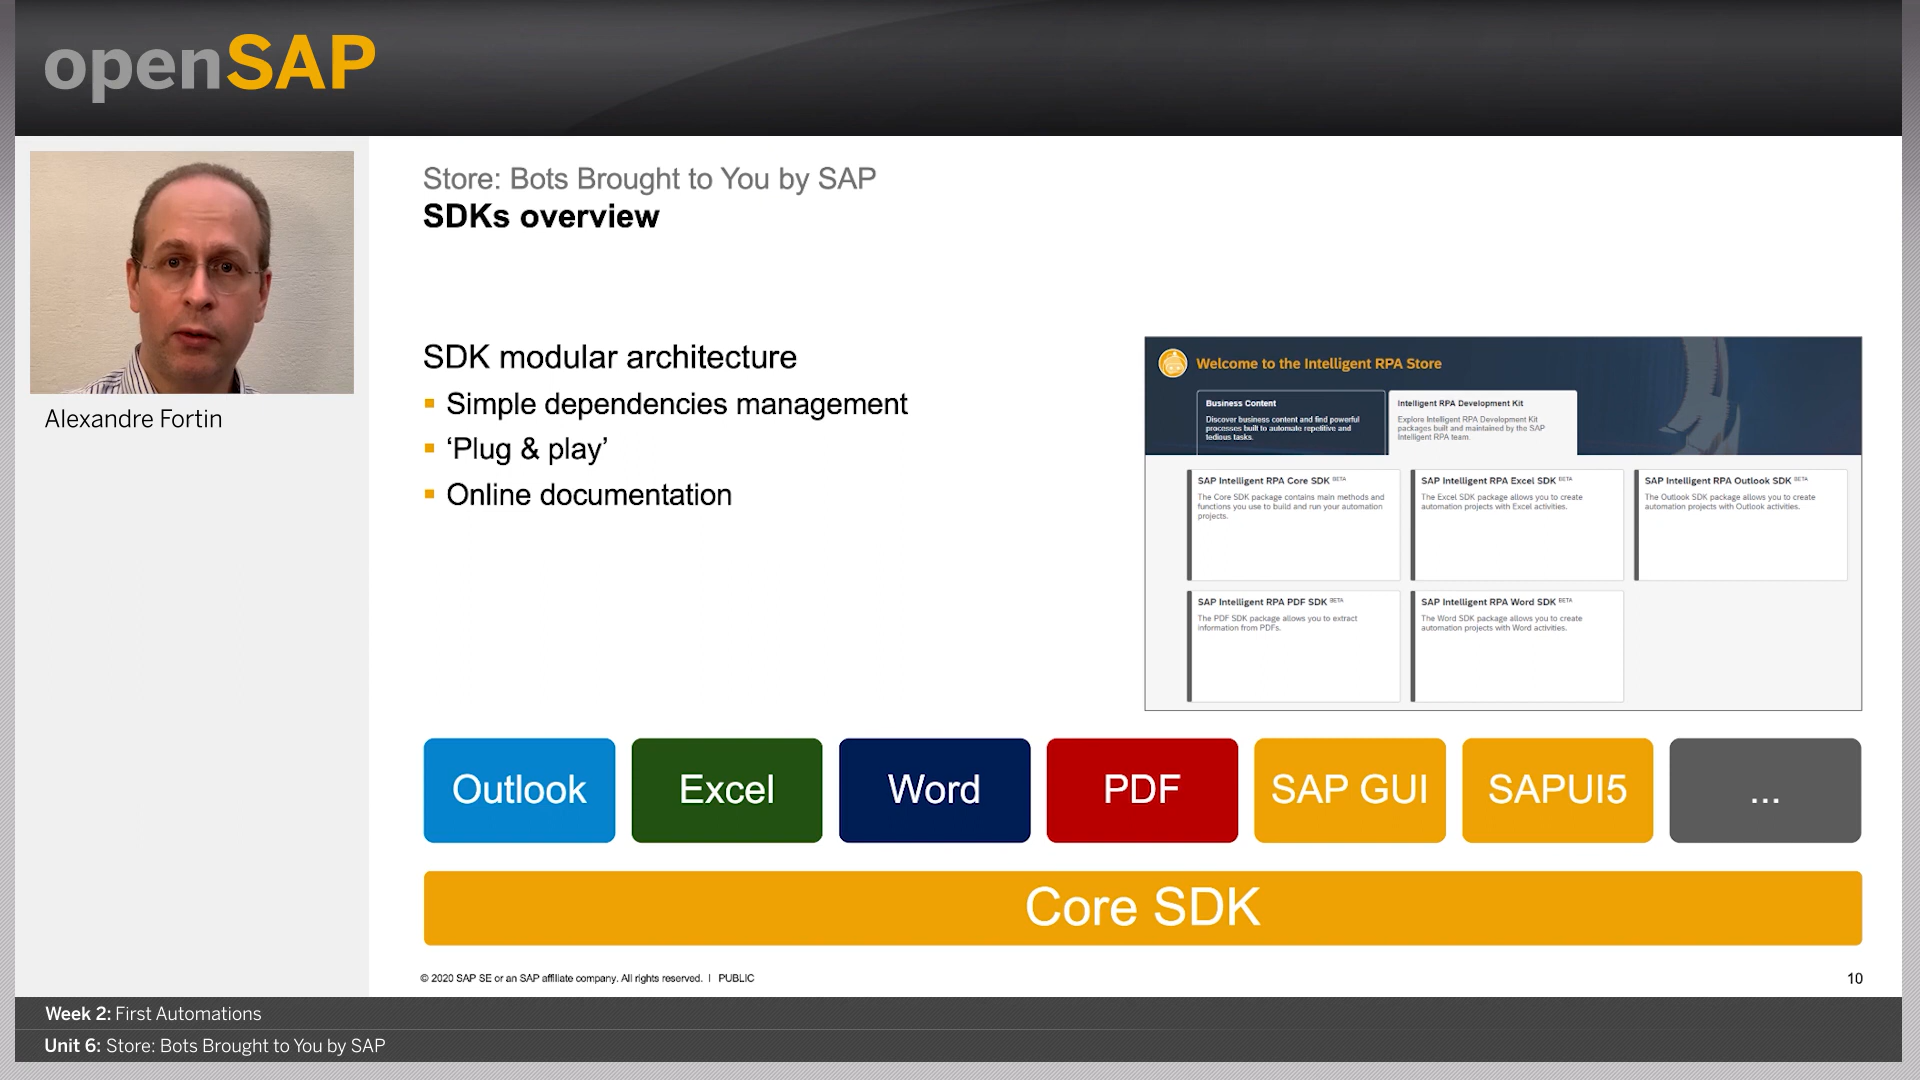 openSAP
Alexandre Fortin
Store: Bots Brought to You by SAP
SDKs overview
SDK modular architecture
Simple dependencies management
‘Plug & play’
Online documentation
Welcome to the Intelligent RPA Store
Business Content
Discover business content and find powerful
processes built to automate repetitive and
tedious tasks.
Intelligent RPA Development Kit
Explore Intelligent RPA Development Kit
packages built and maintained by the SAP
Intelligent RPA team.
SAP Intelligent RPA Core SDK BETA
The Core SDK package contains main methods and
functions you use to build and run your automation
projects.
SAP Intelligent RPA Excel SDK BETA
The Excel SDK package allows you to create
automation projects with Excel activities.
SAP Intelligent RPA Outlook SDK BETA
The Outlook SDK package allows you to create
automation projects with Outlook activities.
SAP Intelligent RPA PDF SDK BETA
The PDF SDK package allows you to extract
information from PDFs.
SAP Intelligent RPA Word SDK BETA
The Word SDK package allows you to create
automation projects with Word activities.
Outlook
Excel
Word
PDF
SAP GUI
SAPUI5
...
Core SDK
© 2020 SAP SE or an SAP affiliate company. All rights reserved. | PUBLIC
10
Week 2: First Automations
Unit 6: Store: Bots Brought to You by SAP